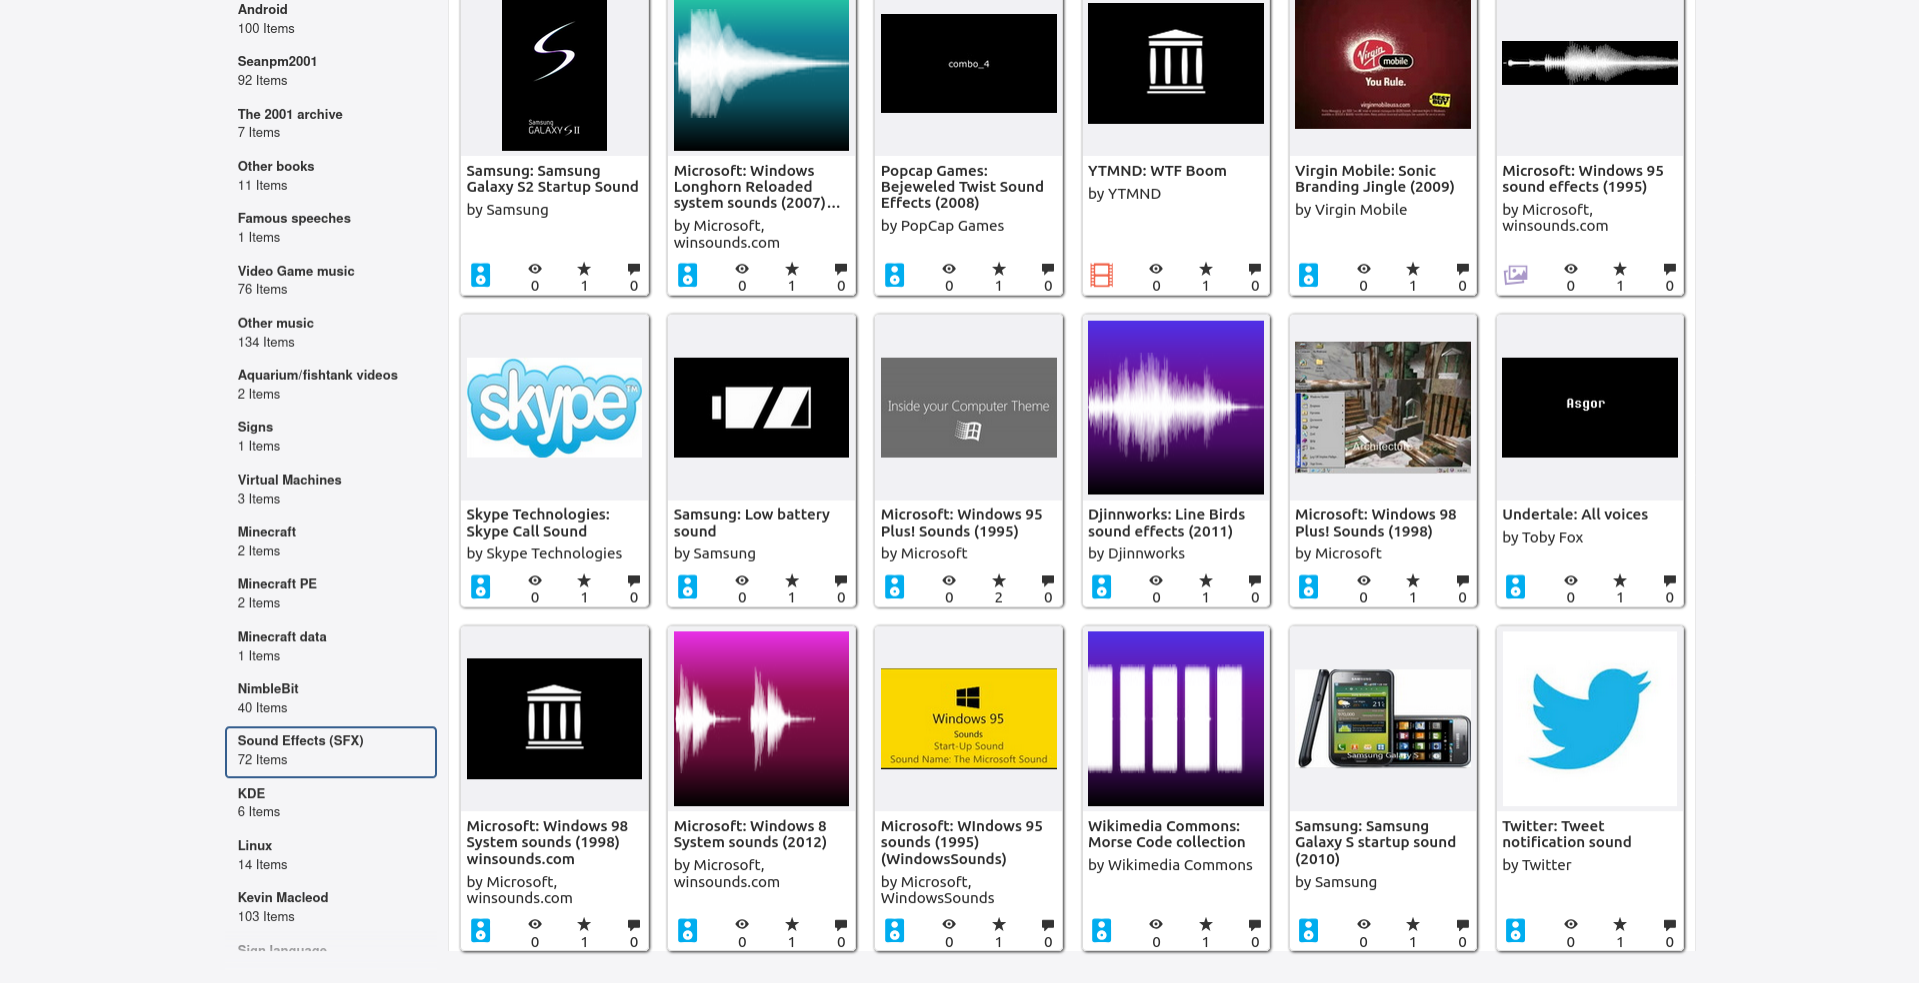 Android
100 Items
Seanpm2001
92 Items
The 2001 archive
7 Items
Other books
11 Items
Famous speeches
1 Items
Video Game music
76 Items
Other music
134 Items
Aquarium/fishtank videos
2 Items
Signs
1 Items
Virtual Machines
3 Items
Minecraft
2 Items
Minecraft PE
2 Items
Minecraft data
1 Items
NimbleBit
40 Items
Sound Effects (SFX)
72 Items
KDE
6 Items
Linux
14 Items
Kevin Macleod
103 Items
Sign language
Samsung
GALAXY S II
Samsung: Samsung
Galaxy S2 Startup Sound
by Samsung
0 1 0
Microsoft: Windows
Longhorn Reloaded
system sounds (2007)...
by Microsoft,
winsounds.com
0 1 0
combo_4
Popcap Games:
Bejeweled Twist Sound
Effects (2008)
by PopCap Games
0 1 0
YTMND: WTF Boom
by YTMND
0 1 0
Virgin
mobile
You Rule.
virginmobileusa.com
BEST
BUY
Virgin Mobile: Sonic
Branding Jingle (2009)
by Virgin Mobile
0 1 0
Microsoft: Windows 95
sound effects (1995)
by Microsoft,
winsounds.com
0 1 0
skype TM
Skype Technologies:
Skype Call Sound
by Skype Technologies
0 1 0
Samsung: Low battery
sound
by Samsung
0 1 0
Inside your Computer Theme
Microsoft: Windows 95
Plus! Sounds (1995)
by Microsoft
0 2 0
Djinnworks: Line Birds
sound effects (2011)
by Djinnworks
0 1 0
Architecture
Microsoft: Windows 98
Plus! Sounds (1998)
by Microsoft
0 1 0
Asgor
Undertale: All voices
by Toby Fox
0 1 0
Microsoft: Windows 98
System sounds (1998)
winsounds.com
by Microsoft,
winsounds.com
0 1 0
Microsoft: Windows 8
System sounds (2012)
by Microsoft,
winsounds.com
0 1 0
Windows 95
Sounds
Start-Up Sound
Sound Name: The Microsoft Sound
Microsoft: WIndows 95
sounds (1995)
(WindowsSounds)
by Microsoft,
WindowsSounds
0 1 0
Wikimedia Commons:
Morse Code collection
by Wikimedia Commons
0 1 0
Samsung Galaxy S
Samsung: Samsung
Galaxy S startup sound
(2010)
by Samsung
0 1 0
Twitter: Tweet
notification sound
by Twitter
0 1 0